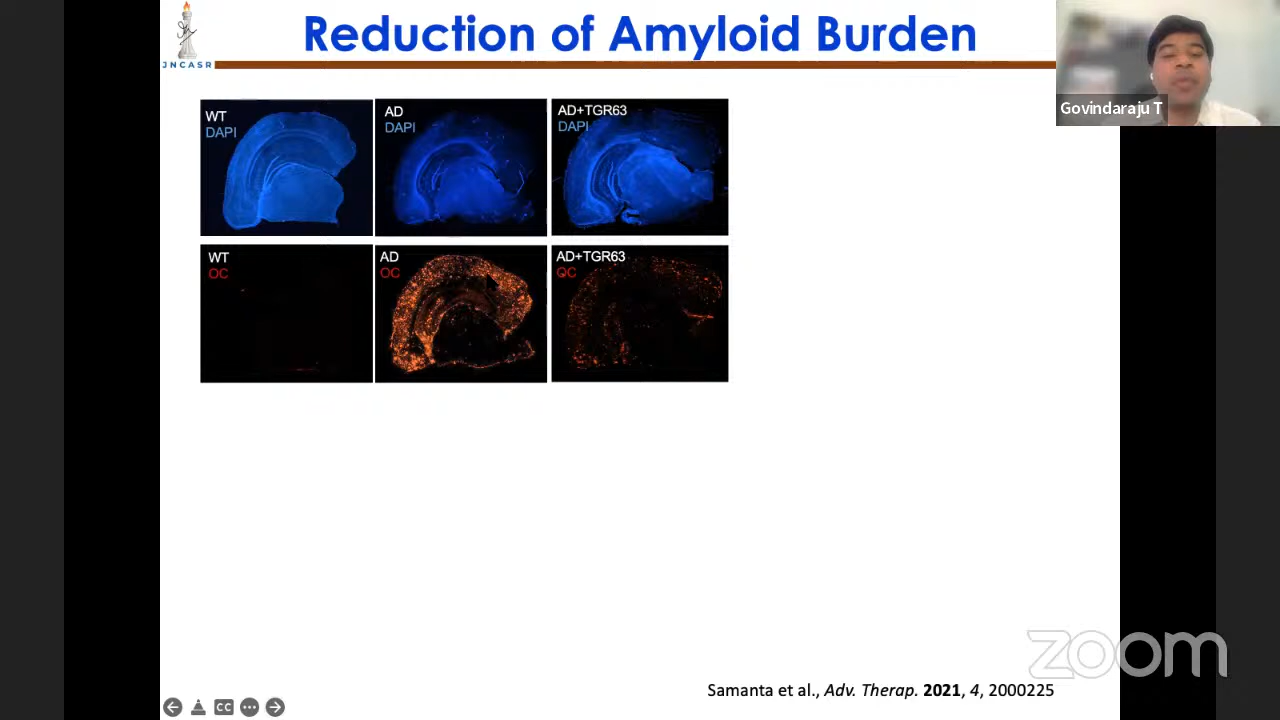 JNCASR
Reduction of Amyloid Burden
Govindaraju T
WT
DAPI
AD
DAPI
AD+TGR63
DAPI
WT
OC
AD
OC
AD+TGR63
OC
zoom
Samanta et al., Adv. Therap. 2021, 4, 2000225
CC